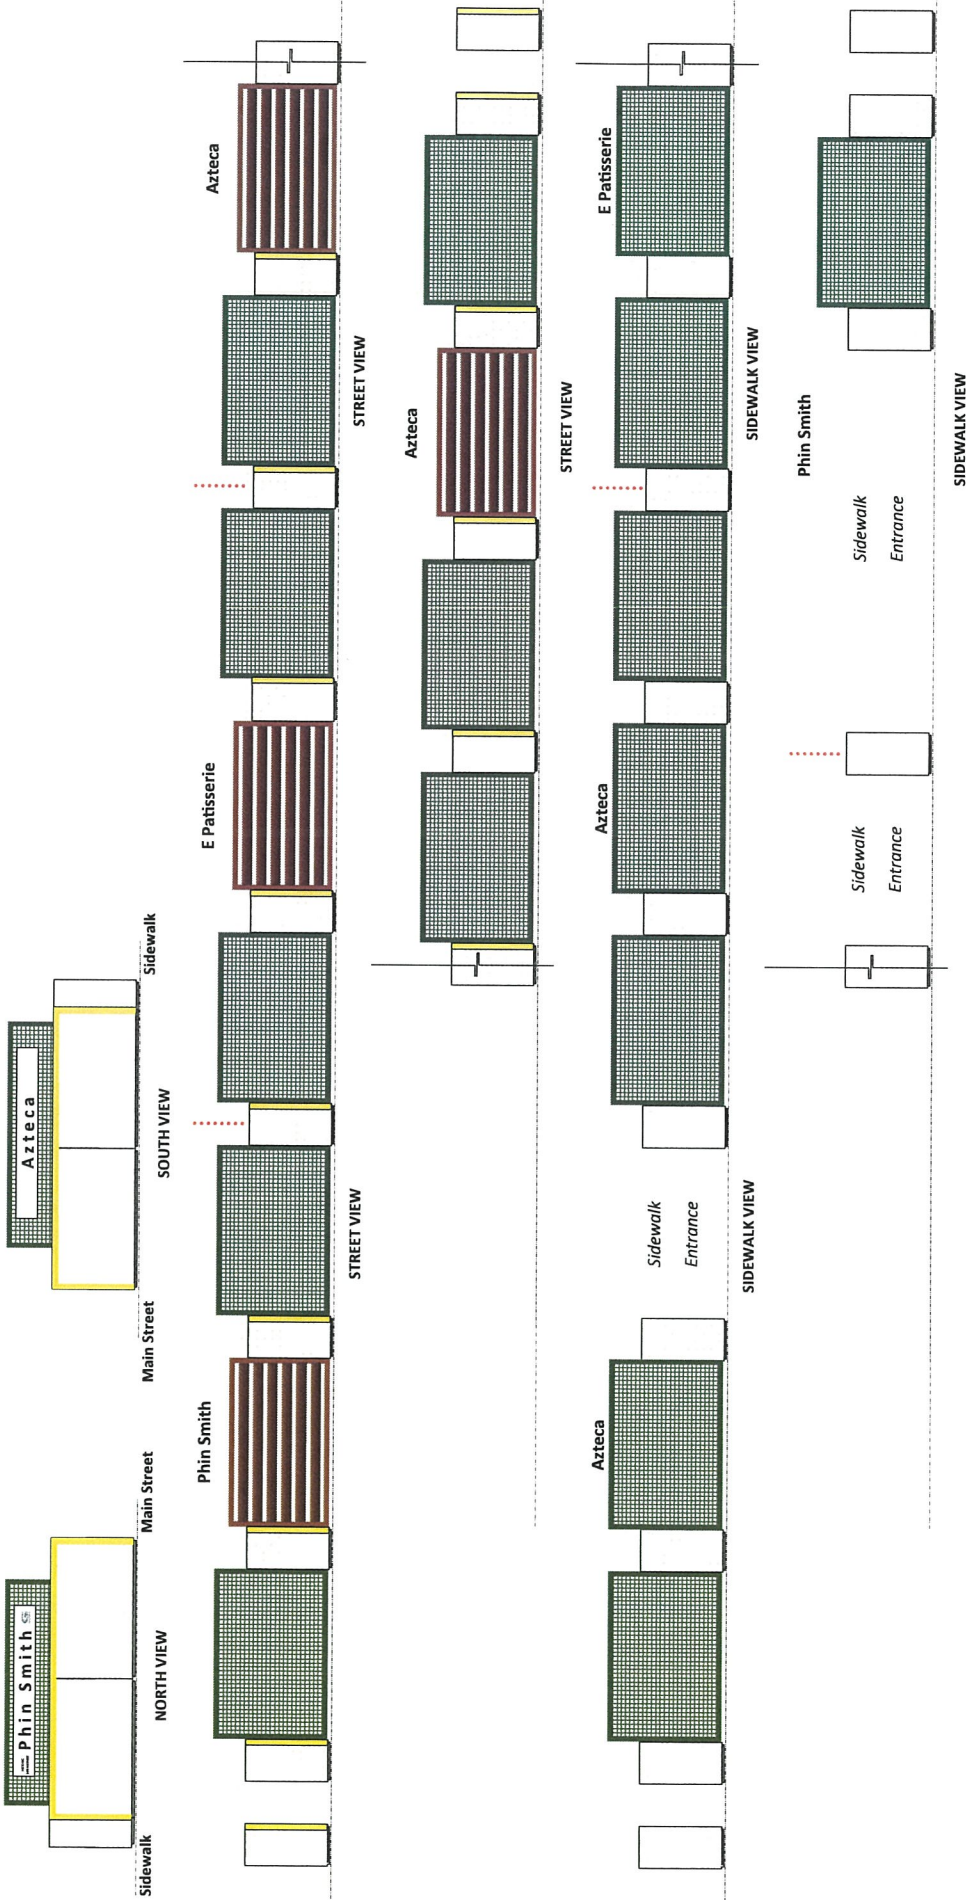 Phin Smith
Azteca
Sidewalk
Main Street
Main Street
Sidewalk
NORTH VIEW
SOUTH VIEW
Phin Smith
E Patisserie
Azteca
STREET VIEW
STREET VIEW
Azteca
STREET VIEW
Azteca
Azteca
E Patisserie
Sidewalk
Entrance
SIDEWALK VIEW
SIDEWALK VIEW
Phin Smith
Sidewalk
Entrance
Sidewalk
Entrance
SIDEWALK VIEW